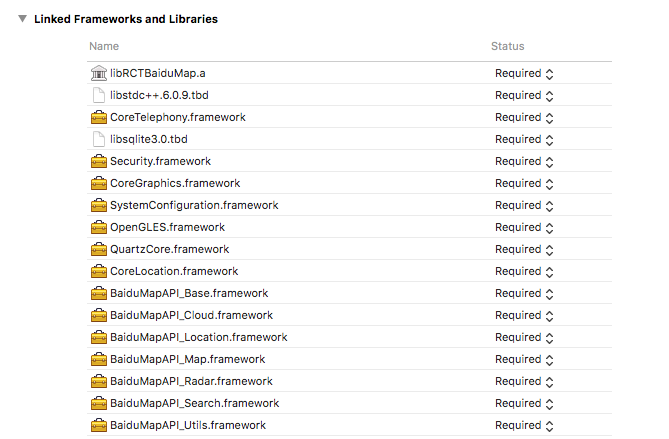 Linked Frameworks and Libraries
Name Status
libRCTBaiduMap.a Required
libstdc++.6.0.9.tbd Required
CoreTelephony.framework Required
libsqlite3.0.tbd Required
Security.framework Required
CoreGraphics.framework Required
SystemConfiguration.framework Required
OpenGLES.framework Required
QuartzCore.framework Required
CoreLocation.framework Required
BaiduMapAPI_Base.framework Required
BaiduMapAPI_Cloud.framework Required
BaiduMapAPI_Location.framework Required
BaiduMapAPI_Map.framework Required
BaiduMapAPI_Radar.framework Required
BaiduMapAPI_Search.framework Required
BaiduMapAPI_Utils.framework Required